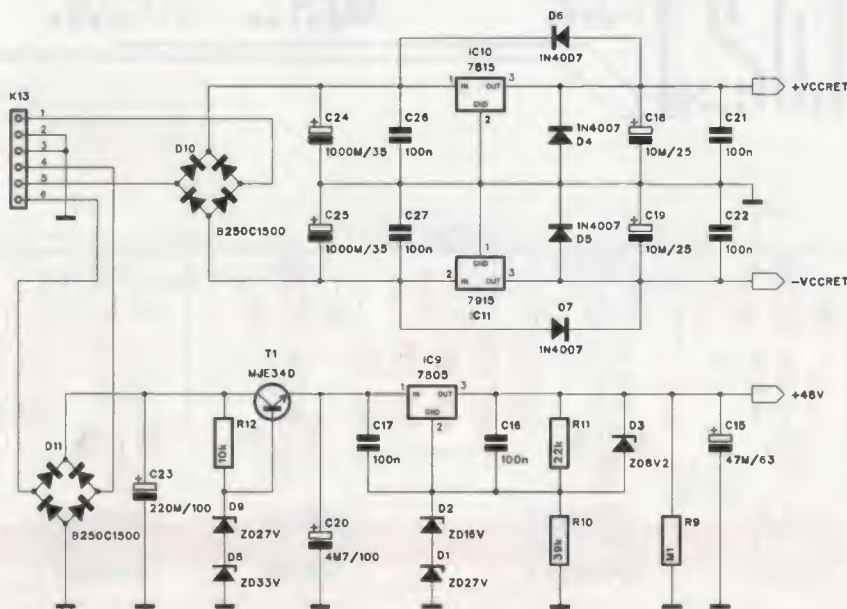 K13
1
2
3
4
5
6
D10
B250C1500
D6
1N40D7
IC10
7815
1 IN OUT 3
GND
2
C24
1000M/35
C26
100n
1N4007
D4
C18
10M/25
C21
100n
+VCCRET
C25
1000M/35
C27
100n
1N4007
D5
C19
10M/25
C22
100n
1
GND
2 IN OUT 3
7915
IC11
D7
1N4007
-VCCRET
T1
MJE34D
IC9
7805
1 IN OUT 3
GND
2
D11
B250C1500
C23
220M/100
R12
10k
D9
ZD27V
D8
ZD33V
C20
4M7/100
C17
100n
C16
100n
D2
ZD16V
D1
ZD27V
R11
22k
R10
39k
D3
Z08V2
R9
M1
C15
47M/63
+48V